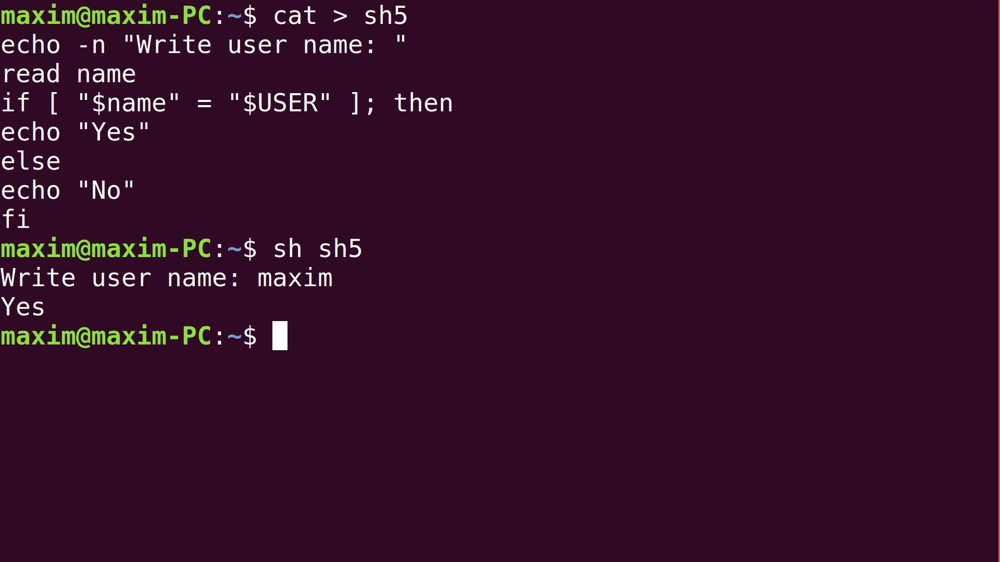 maxim@maxim-PC:~$ cat > sh5
echo -n "Write user name: "
read name
if [ "$name" = "$USER" ]; then
echo "Yes"
else
echo "No"
fi
maxim@maxim-PC:~$ sh sh5
Write user name: maxim
Yes
maxim@maxim-PC:~$